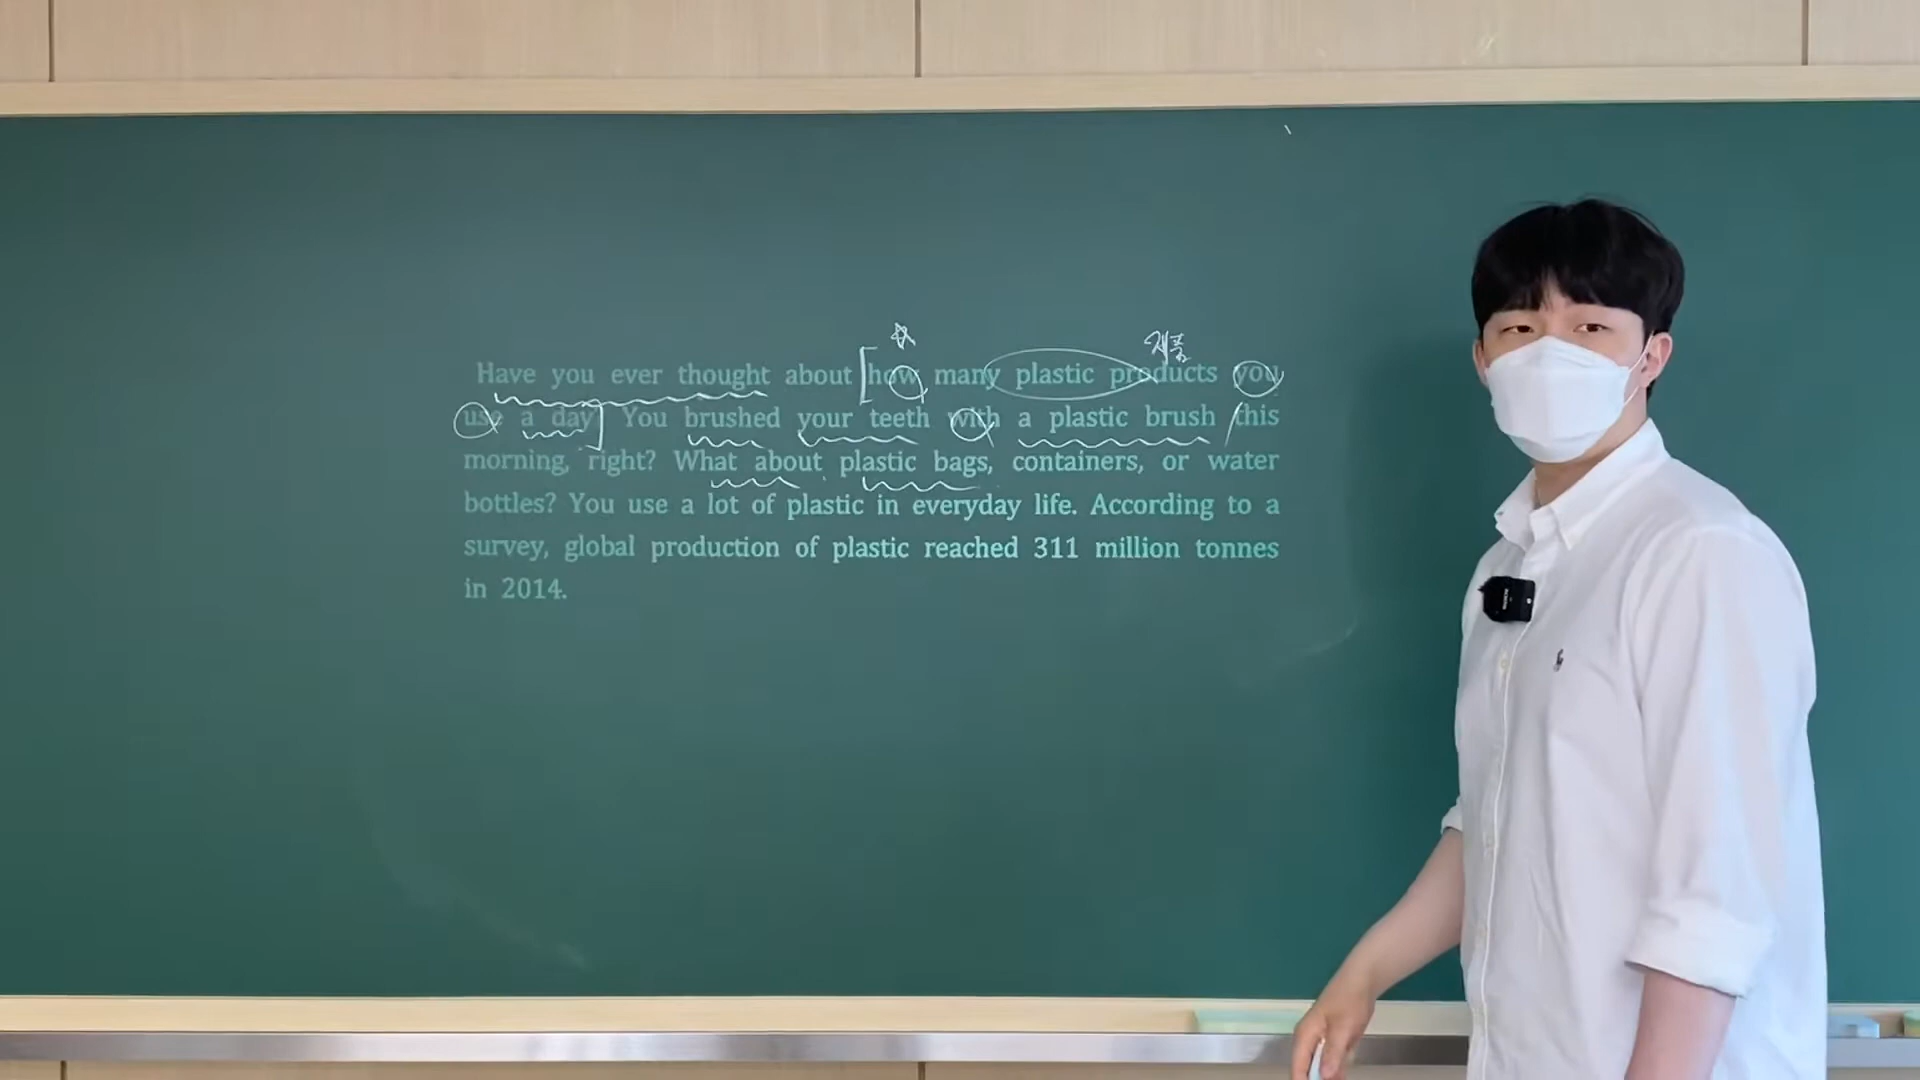 제품
Have you ever thought about [how many plastic products you
use a day] You brushed your teeth with a plastic brush / this
morning, right? What about plastic bags, containers, or water
bottles? You use a lot of plastic in everyday life. According to a
survey, global production of plastic reached 311 million tonnes
in 2014.